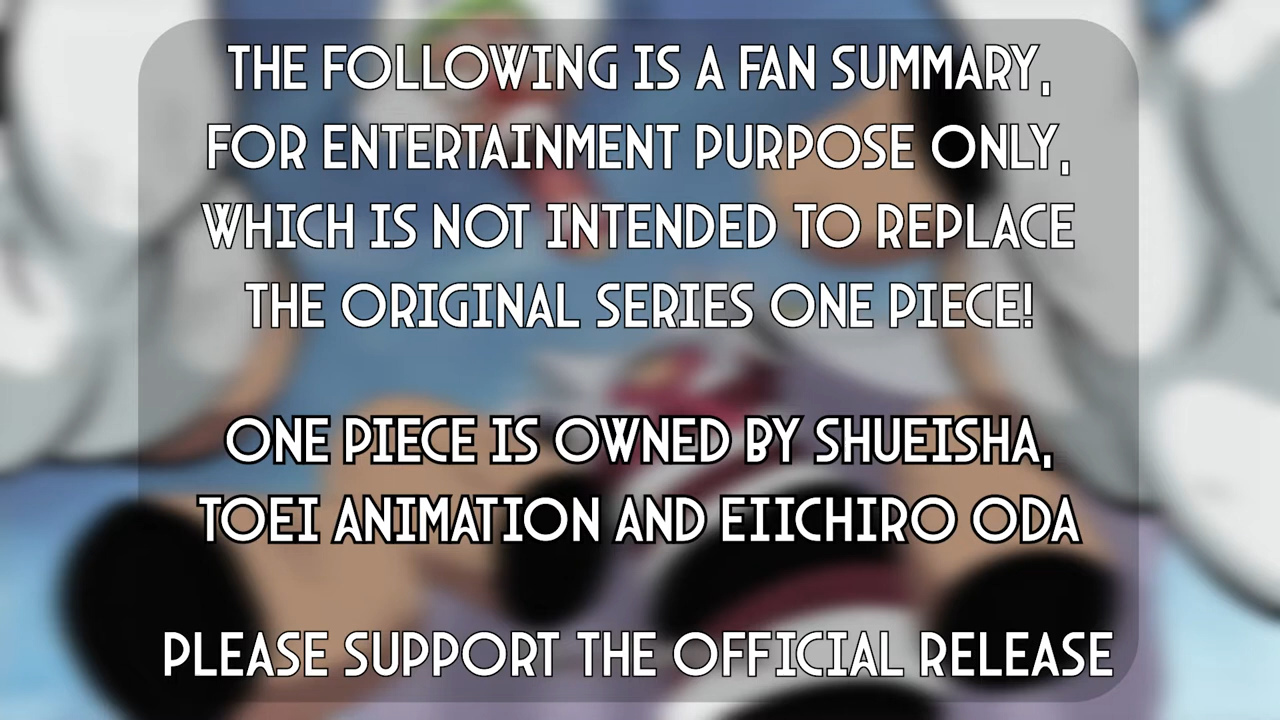 THE FOLLOWING IS A FAN SUMMARY,
FOR ENTERTAINMENT PURPOSE ONLY,
WHICH IS NOT INTENDED TO REPLACE
THE ORIGINAL SERIES ONE PIECE!
ONE PIECE IS OWNED BY SHUEISHA,
TOEI ANIMATION AND EIICHIRO ODA
PLEASE SUPPORT THE OFFICIAL RELEASE